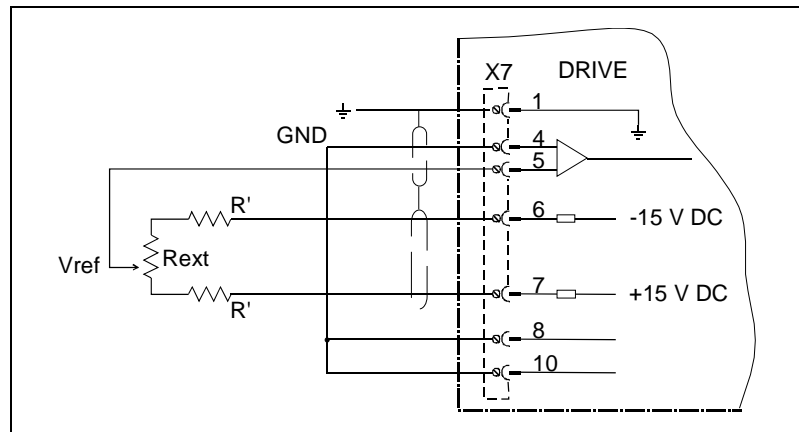 X7 DRIVE
1
GND
4
5
R'
6
-15 V DC
Vref
Rext
R'
7
+15 V DC
8
10